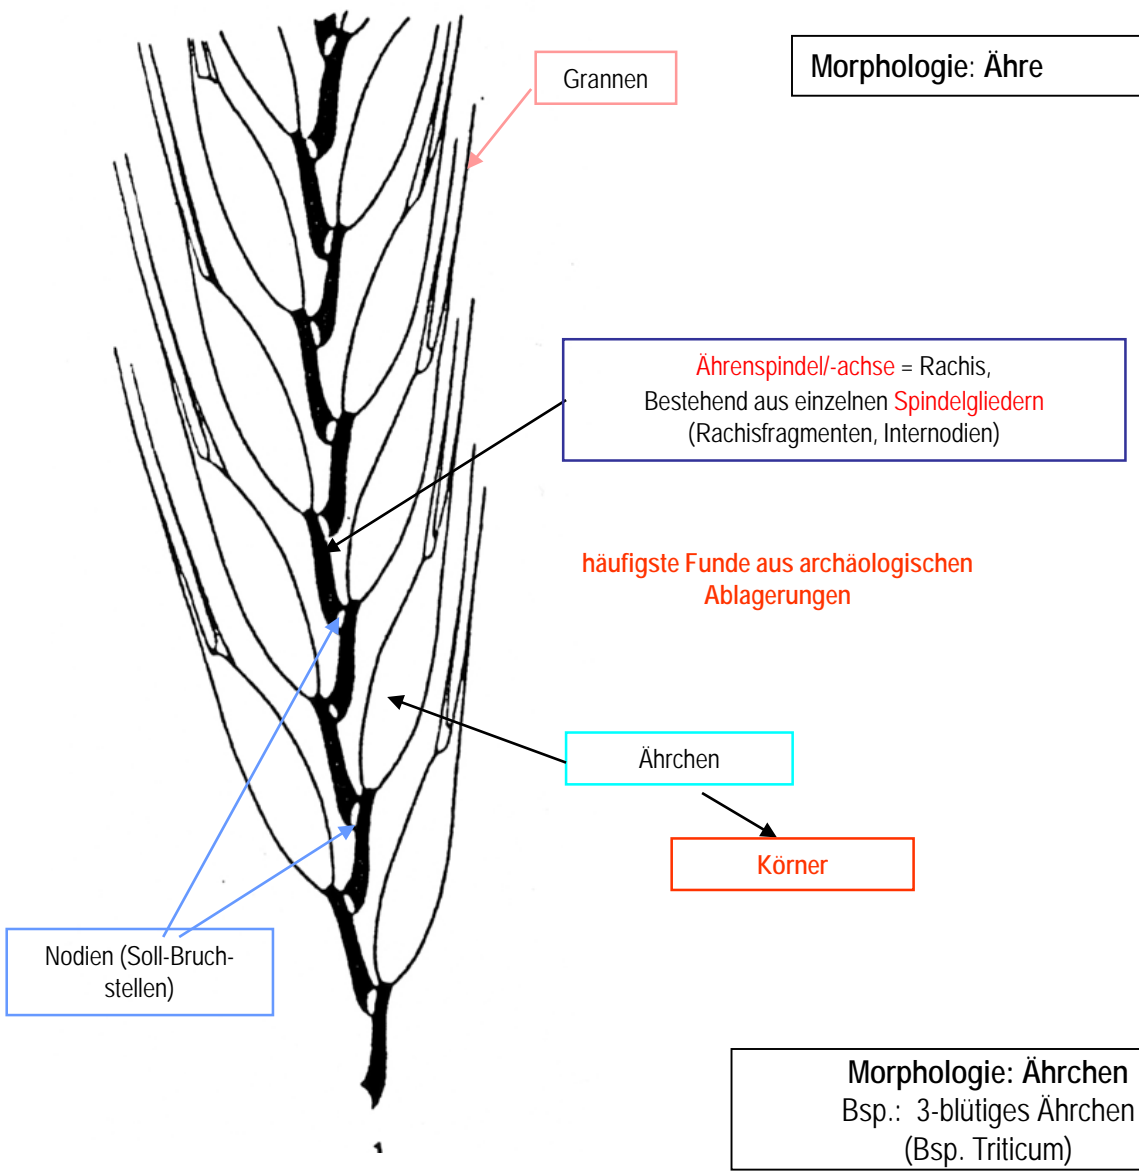 Grannen
Morphologie: Ähre
Ährenspindel/-achse = Rachis,
Bestehend aus einzelnen Spindelgliedern
(Rachisfragmenten, Internodien)
häufigste Funde aus archäologischen
Ablagerungen
Ährchen
Körner
Nodien (Soll-Bruch-
stellen)
Morphologie: Ährchen
Bsp.: 3-blütiges Ährchen
(Bsp. Triticum)